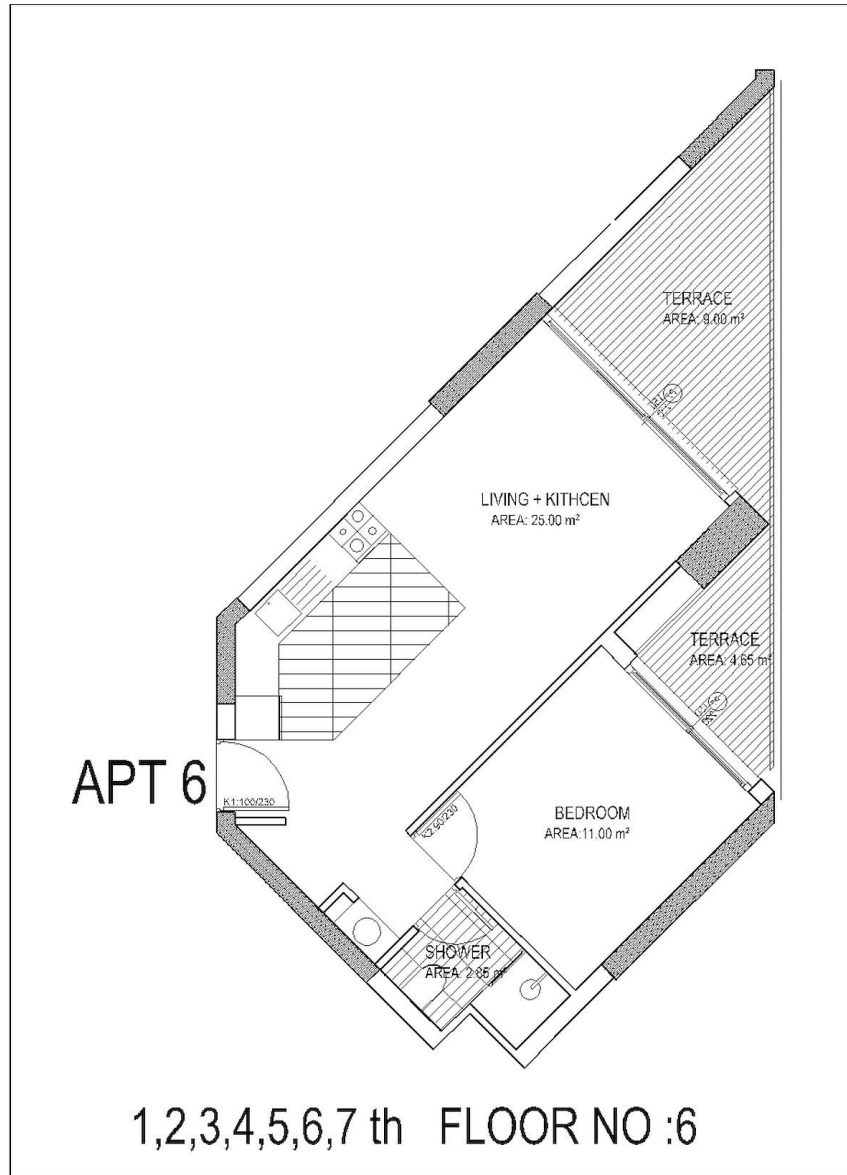 TERRACE
AREA: 9.00 m²
LIVING + KITHCEN
AREA: 25.00 m²
TERRACE
AREA: 4.65 m²
APT 6
K1:100/230
K2:90/230
BEDROOM
AREA:11.00 m²
SHOWER
AREA: 2.85 m²
1,2,3,4,5,6,7 th FLOOR NO :6